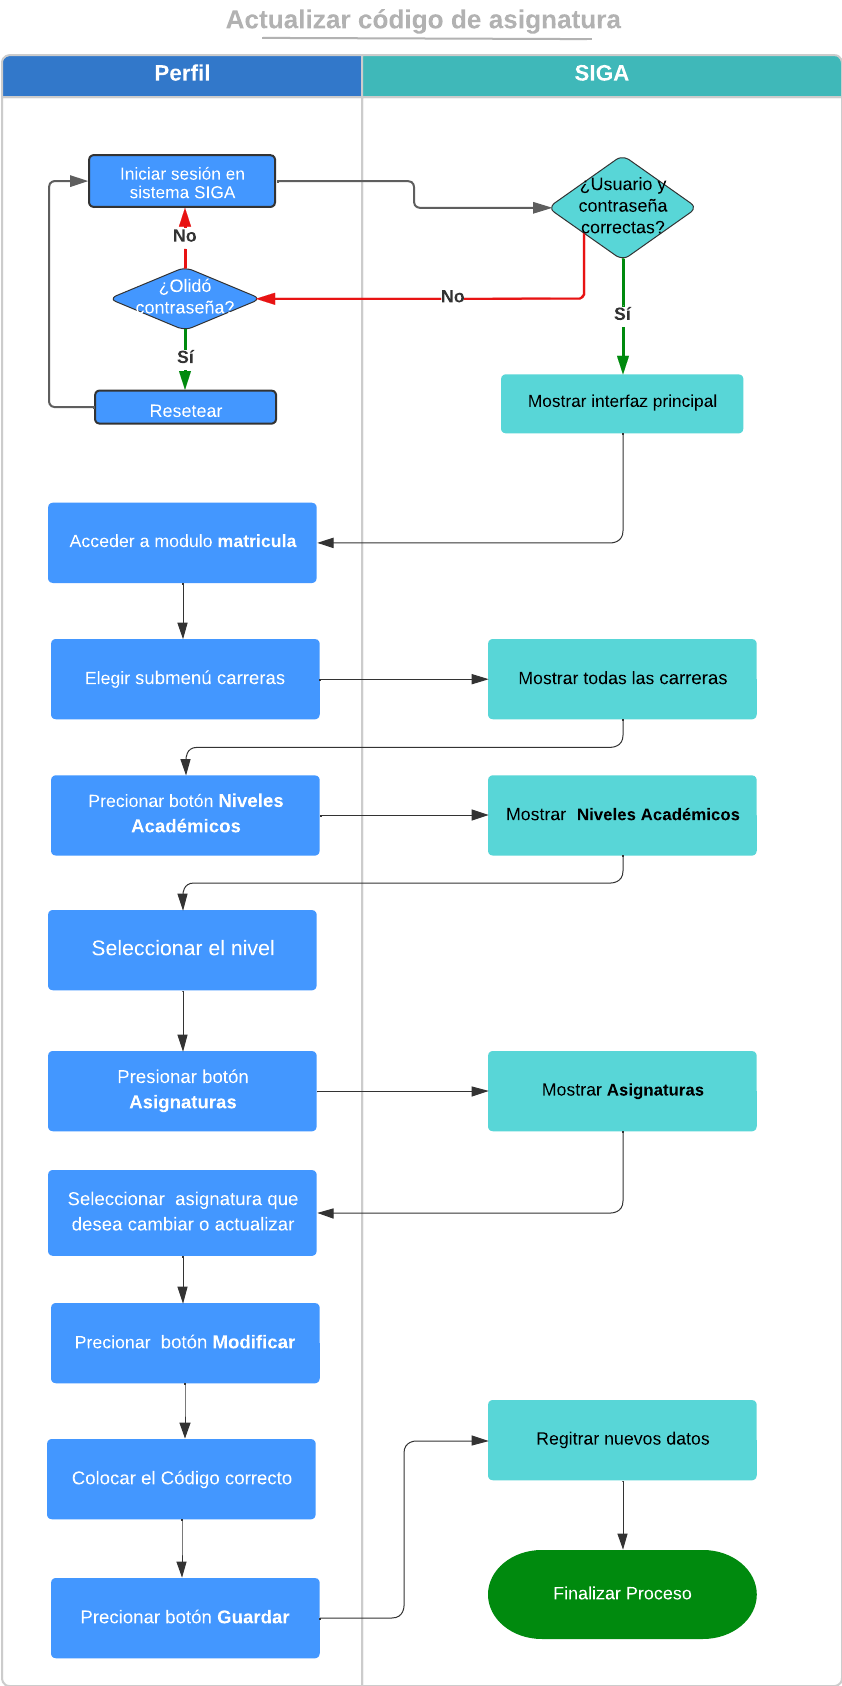 Actualizar código de asignatura
Perfil
SIGA
Iniciar sesión en
sistema SIGA
¿Usuario y
contraseña
correctas?
No
¿Olidó
contraseña?
No
Sí
Sí
Resetear
Mostrar interfaz principal
Acceder a modulo matricula
Elegir submenú carreras
Mostrar todas las carreras
Precionar botón Niveles
Académicos
Mostrar  Niveles Académicos
Seleccionar el nivel
Presionar botón
Asignaturas
Mostrar Asignaturas
Seleccionar  asignatura que
desea cambiar o actualizar
Precionar  botón Modificar
Colocar el Código correcto
Regitrar nuevos datos
Precionar botón Guardar
Finalizar Proceso